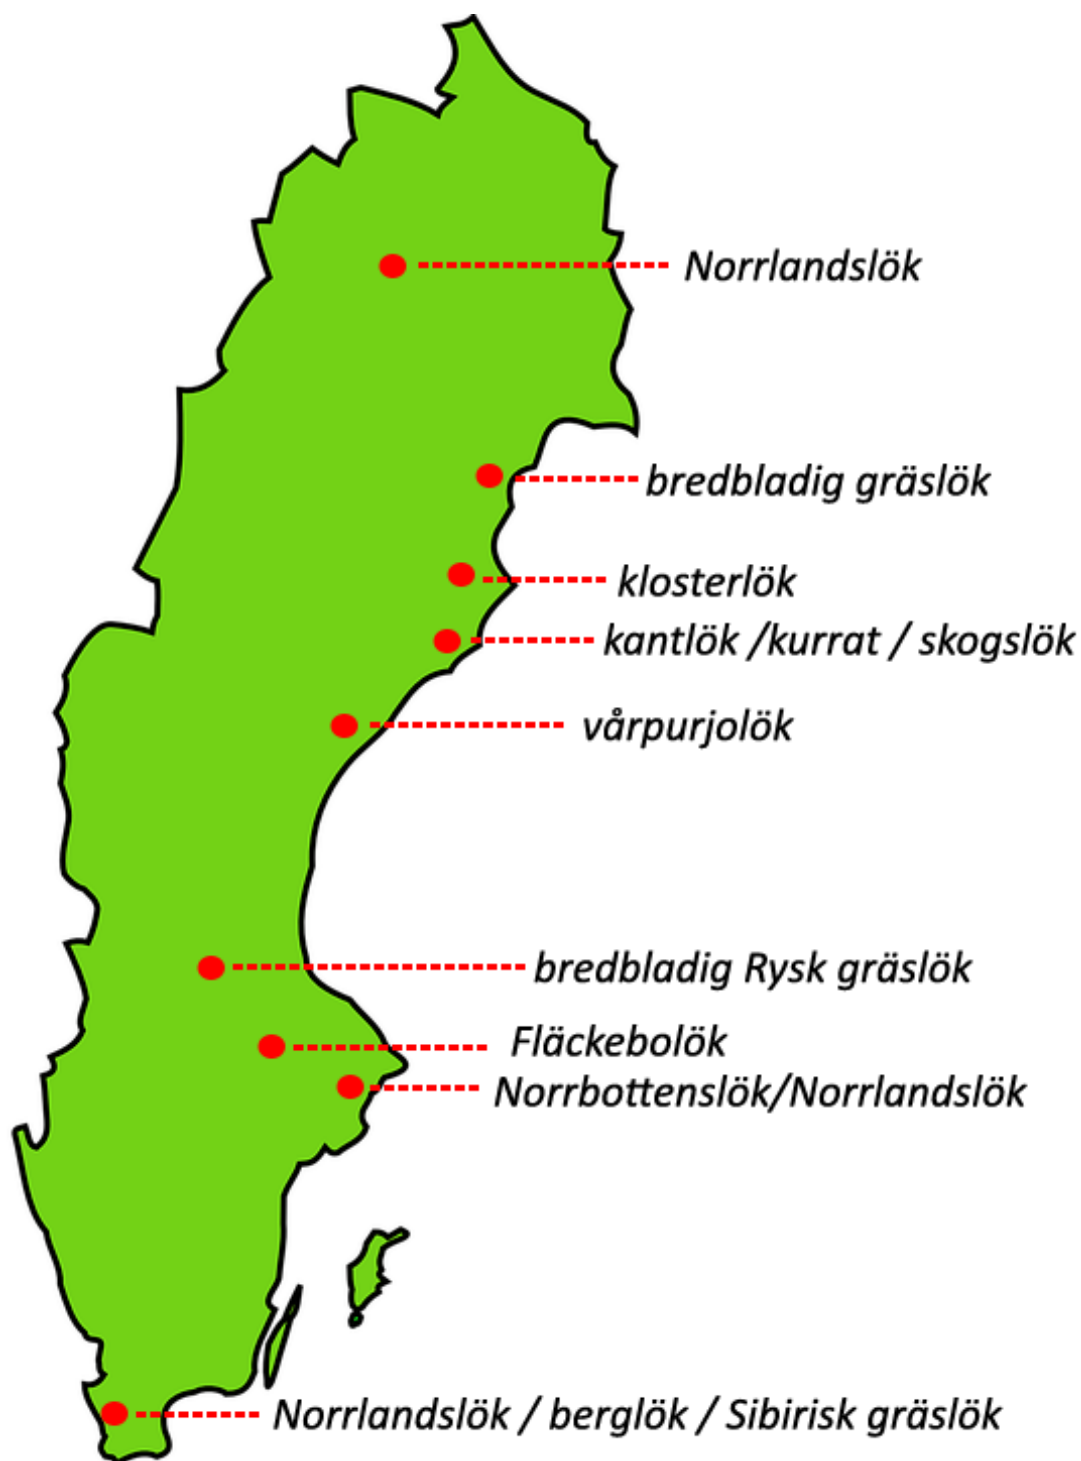 Norrlandslök
bredbladig gräslök
klosterlök
kantlök /kurrat / skogslök
vårpurjolök
bredbladig Rysk gräslök
Fläckebolök
Norrbottenslök/Norrlandslök
Norrlandslök / berglök / Sibirisk gräslök